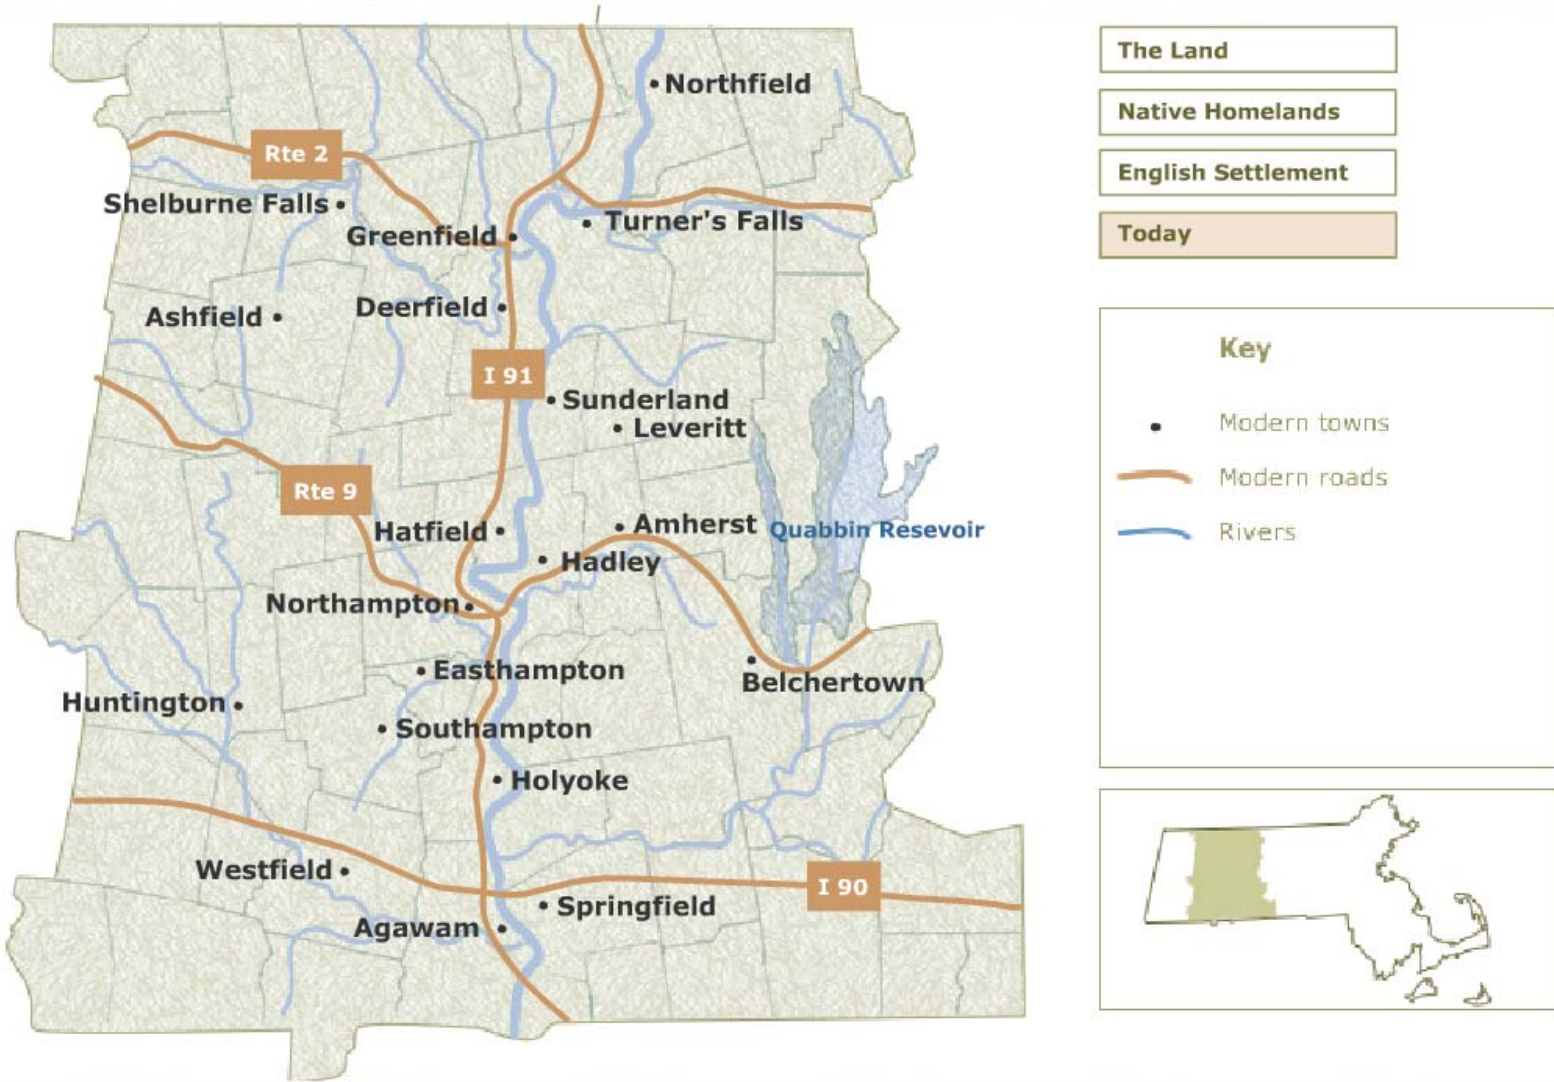 Northfield
Rte 2
Shelburne Falls
Turner's Falls
Greenfield
Deerfield
Ashfield
I 91
Sunderland
Leveritt
Rte 9
Hatfield
Amherst
Quabbin Resevoir
Hadley
Northampton
Easthampton
Belchertown
Huntington
Southampton
Holyoke
Westfield
I 90
Springfield
Agawam
The Land
Native Homelands
English Settlement
Today
Key
Modern towns
Modern roads
Rivers